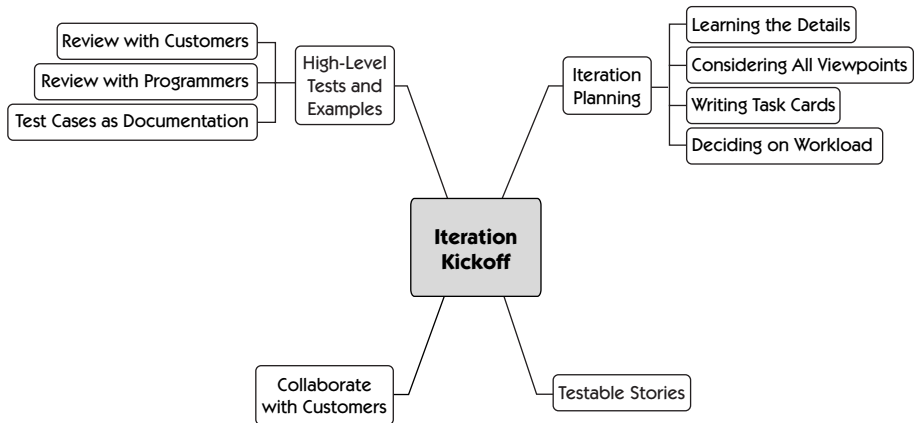 Review with Customers
Review with Programmers
Test Cases as Documentation
High-Level
Tests and
Examples
Iteration
Planning
Learning the Details
Considering All Viewpoints
Writing Task Cards
Deciding on Workload
Iteration
Kickoff
Collaborate
with Customers
Testable Stories